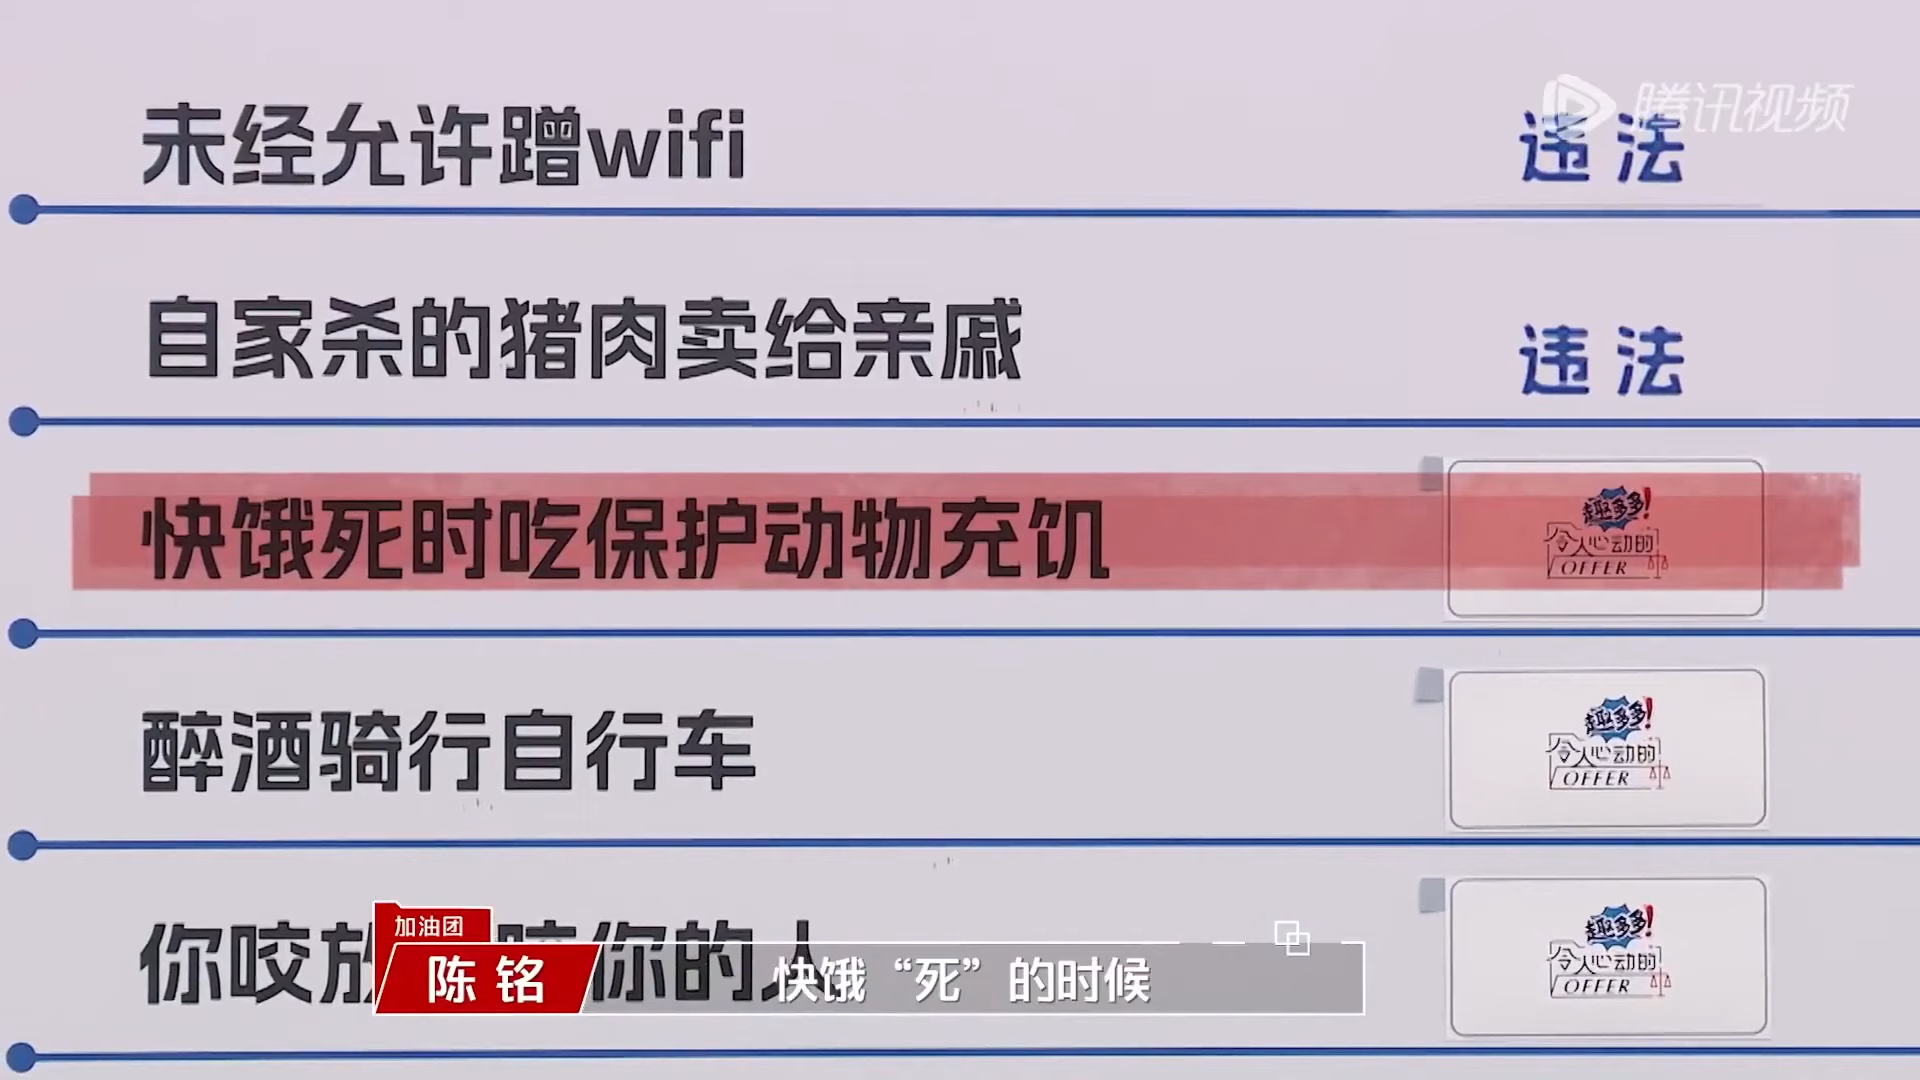 未经允许蹭wifi
违法
腾讯视频
自家杀的猪肉卖给亲戚
违法
快饿死时吃保护动物充饥
趣多多!
令人心动的
OFFER
醉酒骑行自行车
趣多多!
令人心动的
OFFER
你咬放 咬你的人
趣多多!
令人心动的
OFFER
加油团
陈铭
快饿“死”的时候